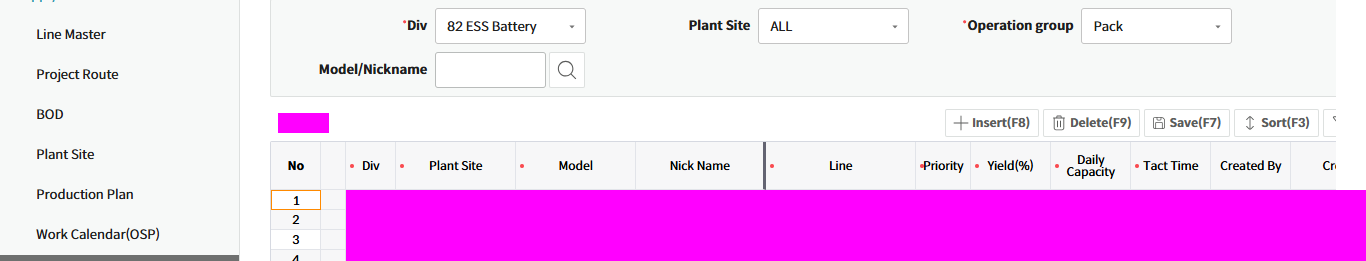 Line Master
Project Route
BOD
Plant Site
Production Plan
Work Calendar(OSP)
*Div 82 ESS Battery Plant Site ALL *Operation group Pack
Model/Nickname
Insert(F8) Delete(F9) Save(F7) Sort(F3)
No Div Plant Site Model Nick Name Line Priority Yield(%) Daily Capacity Tact Time Created By
1
2
3
4